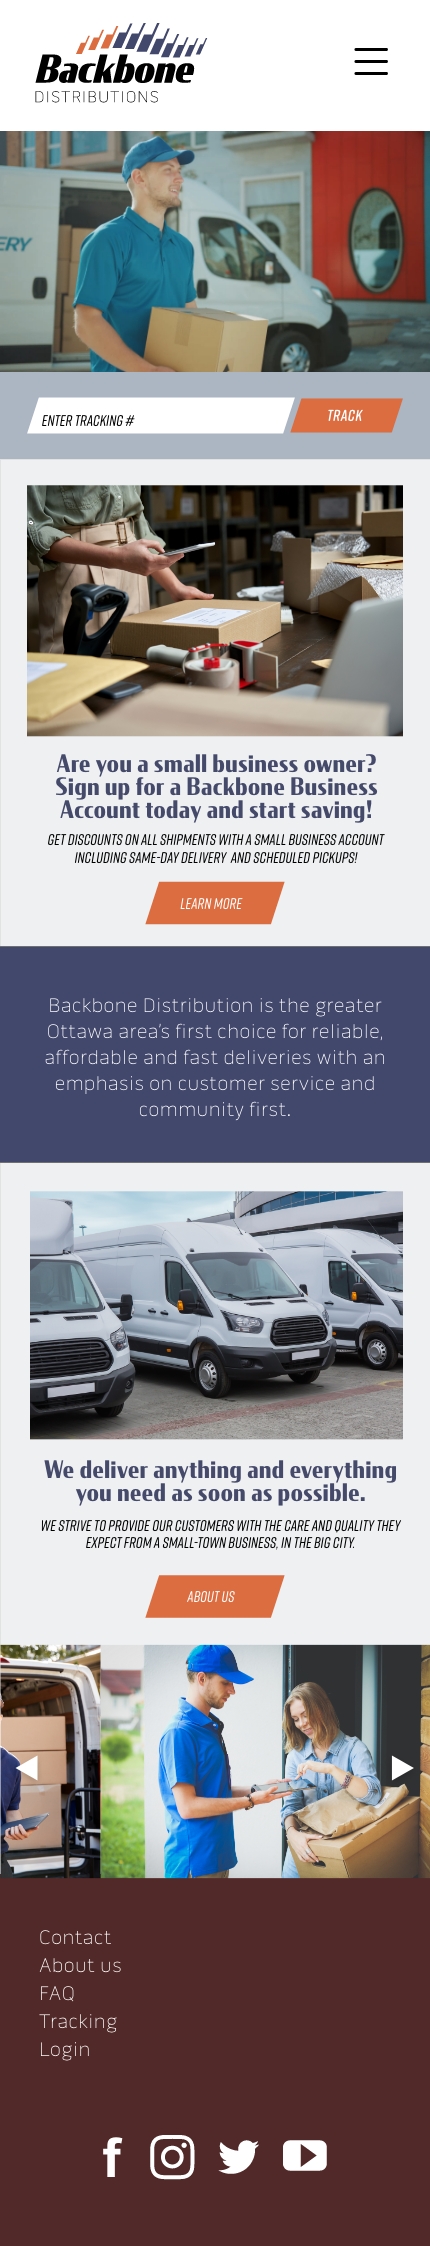 Backbone
DISTRIBUTIONS
ERY
ENTER TRACKING #
TRACK
Are you a small business owner?
Sign up for a Backbone Business
Account today and start saving!
GET DISCOUNTS ON ALL SHIPMENTS WITH A SMALL BUSINESS ACCOUNT
INCLUDING SAME-DAY DELIVERY AND SCHEDULED PICKUPS!
LEARN MORE
Backbone Distribution is the greater
Ottawa area's first choice for reliable,
affordable and fast deliveries with an
emphasis on customer service and
community first.
We deliver anything and everything
you need as soon as possible.
WE STRIVE TO PROVIDE OUR CUSTOMERS WITH THE CARE AND QUALITY THEY
EXPECT FROM A SMALL-TOWN BUSINESS, IN THE BIG CITY.
ABOUT US
Contact
About us
FAQ
Tracking
Login